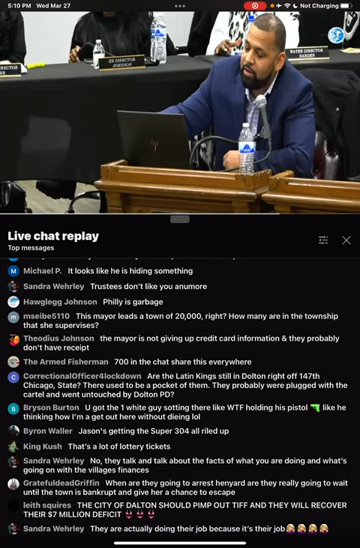 5:10 PM Wed Mar 27
Not Charging
SR DIRECTOR
JOHNSON
WATER DIRECTOR
Live chat replay
Top messages
Michael P. It looks like he is hiding something
Sandra Wehrley Trustees don't like you anumore
Hawglegg Johnson Philly is garbage
mseibe5110 This mayor leads a town of 20,000, right? How many are in the township
that she supervises?
Theodius Johnson the mayor is not giving up credit card information & they probably
don't have receipt
The Armed Fisherman 700 in the chat share this everywhere
CorrectionalOfficer4lockdown Are the Latin Kings still in Dolton right off 147th
Chicago, State? There used to be a pocket of them. They probably were plugged with the
cartel and went untouched by Dolton PD?
Bryson Burton U got the 1 white guy sotting there like WTF holding his pistol 🔫 like he
thinking how I'm a get out here without dieing lol
Byron Waller Jason's getting the Super 304 all riled up
King Kush That's a lot of lottery tickets
Sandra Wehrley No, they talk and talk about the facts of what you are doing and what's
going on with the villages finances
GratefuldeadGriffin When are they going to arrest henyard are they really going to wait
until the town is bankrupt and give her a chance to escape
leith squires THE CITY OF DALTON SHOULD PIMP OUT TIFF AND THEY WILL RECOVER
THEIR $7 MILLION DEFICIT
Sandra Wehrley They are actually doing their job because it's their job